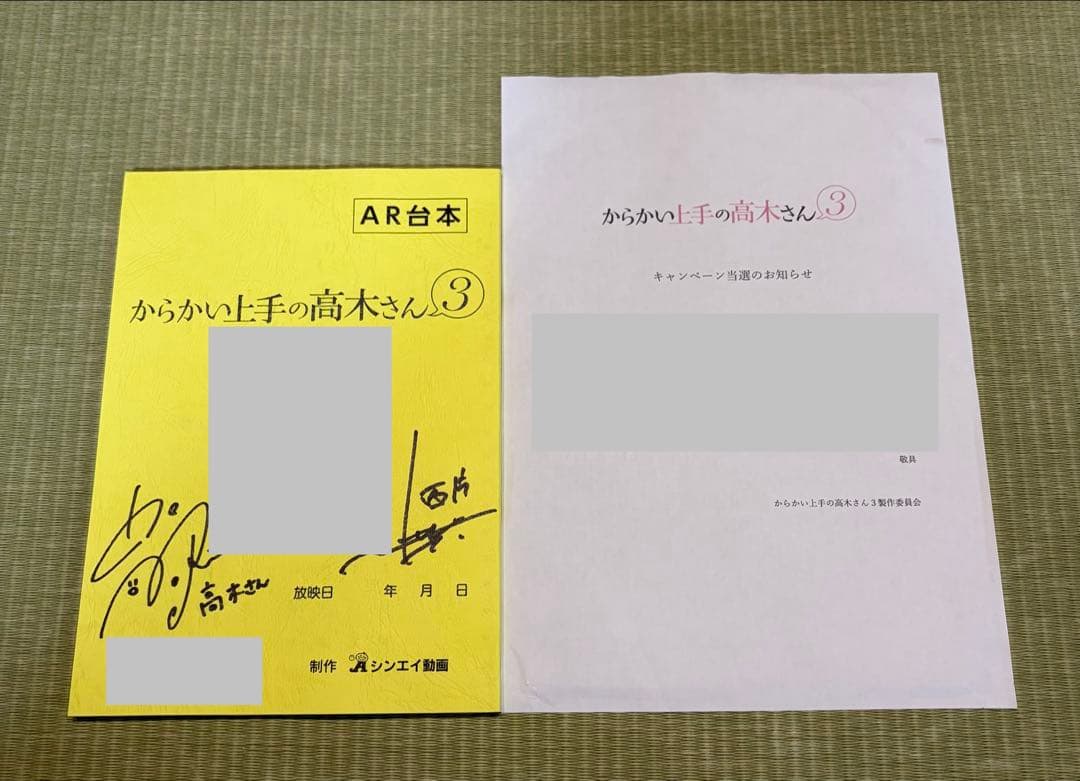 AR台本
からかい上手の高木さん3
西片
高木さん
放映日 年 月 日
制作 シンエイ動画
からかい上手の高木さん3
キャンペーン当選のお知らせ
敬具
からかい上手の高木さん3製作委員会